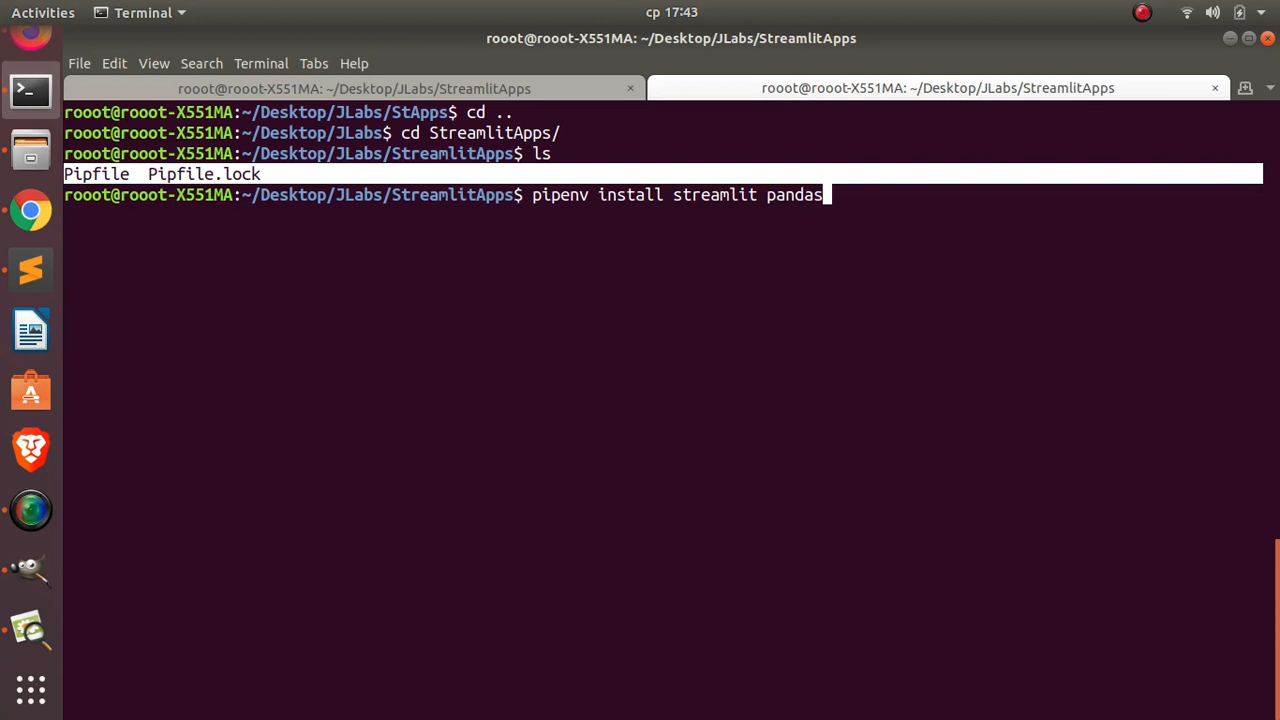 Activities Terminal ср 17:43
rooot@rooot-X551MA: ~/Desktop/JLabs/StreamlitApps
File Edit View Search Terminal Tabs Help
rooot@rooot-X551MA: ~/Desktop/JLabs/StreamlitApps × rooot@rooot-X551MA: ~/Desktop/JLabs/StreamlitApps ×
rooot@rooot-X551MA:~/Desktop/JLabs/StApps$ cd ..
rooot@rooot-X551MA:~/Desktop/JLabs$ cd StreamlitApps/
rooot@rooot-X551MA:~/Desktop/JLabs/StreamlitApps$ ls
Pipfile  Pipfile.lock
rooot@rooot-X551MA:~/Desktop/JLabs/StreamlitApps$ pipenv install streamlit pandas